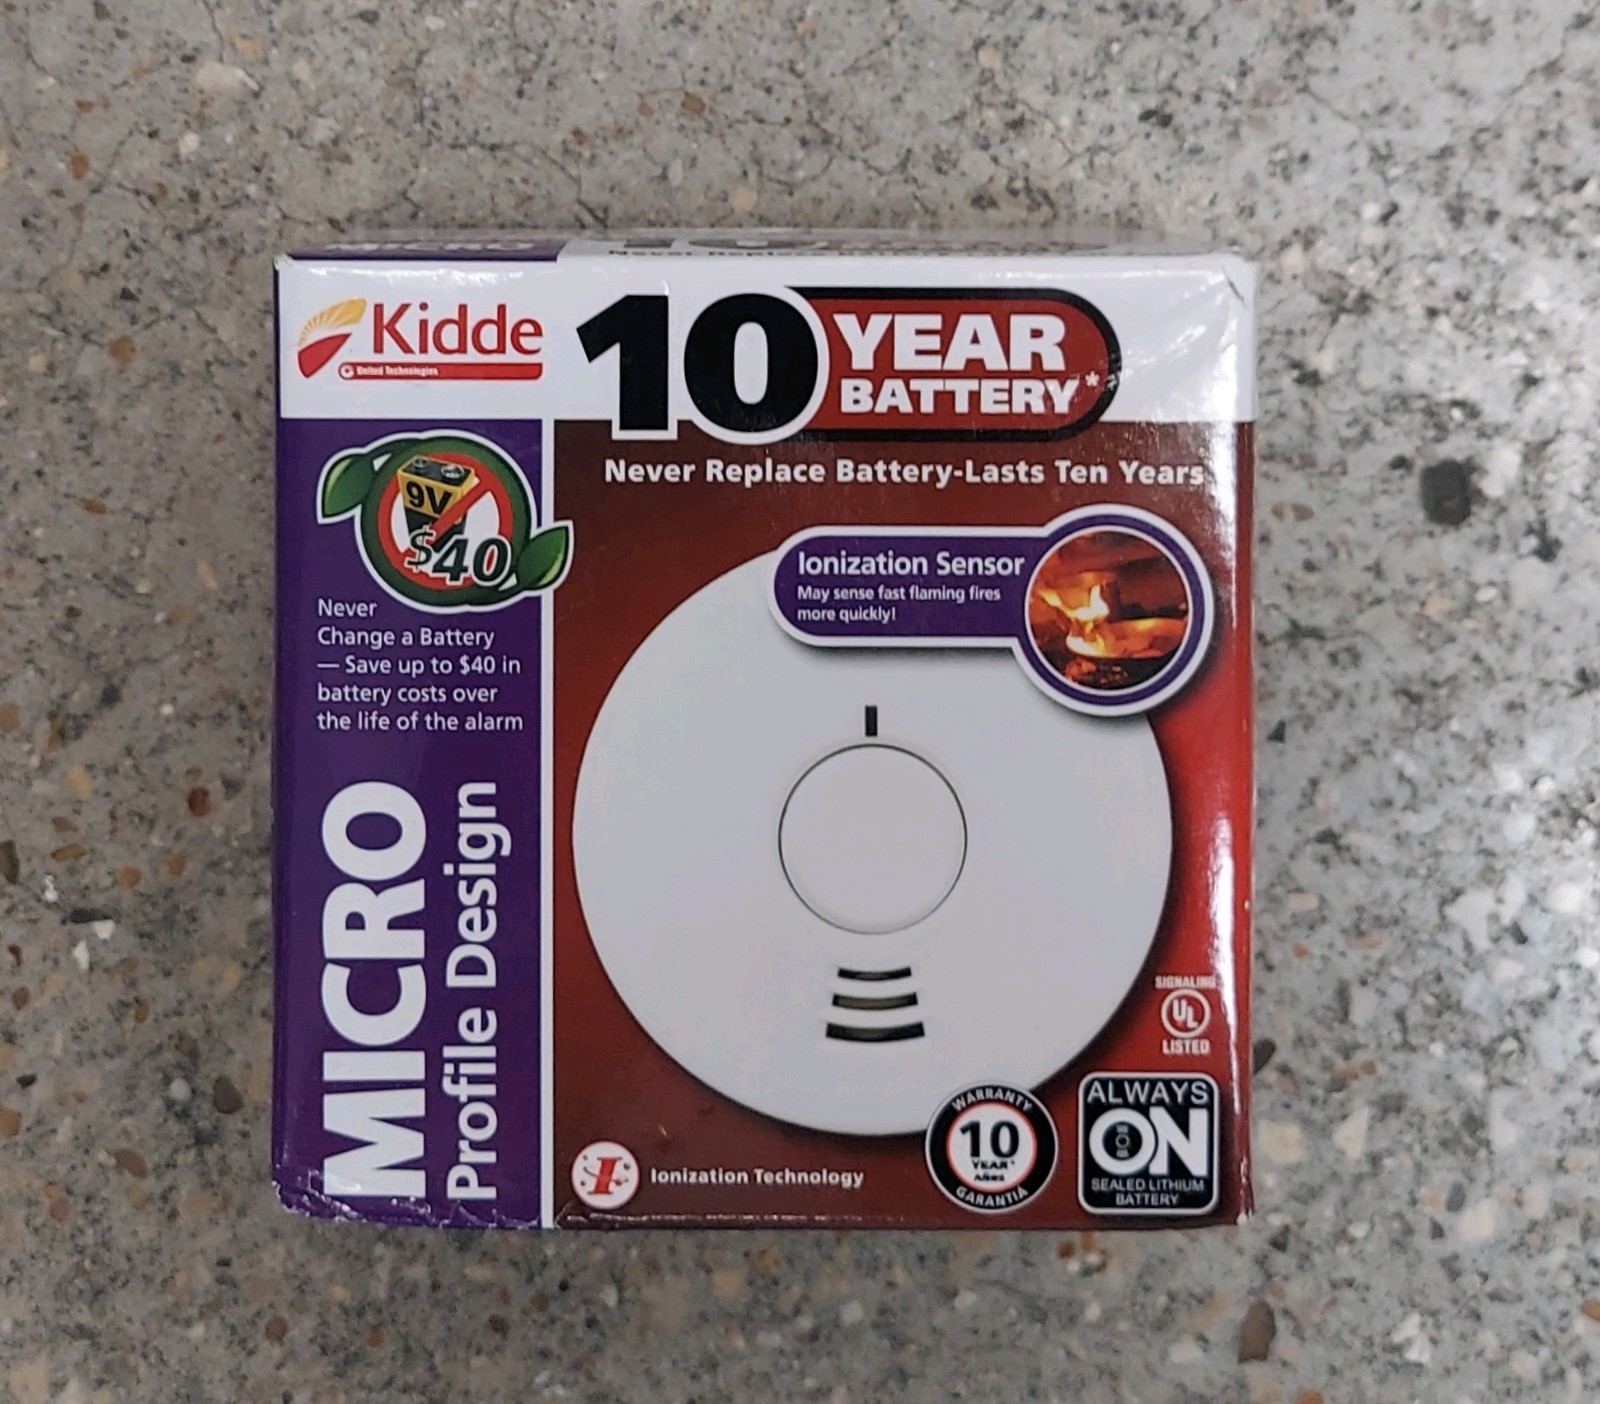 Kidde
United Technologies
10 YEAR
BATTERY*
Never Replace Battery-Lasts Ten Years
9V
$40
Never
Change a Battery
— Save up to $40 in
battery costs over
the life of the alarm
MICRO
Profile Design
Ionization Sensor
May sense fast flaming fires
more quickly!
SIGNALING
UL
LISTED
I
Ionization Technology
WARRANTY
10
YEAR*
Años
GARANTIA
ALWAYS
ON
SEALED LITHIUM
BATTERY